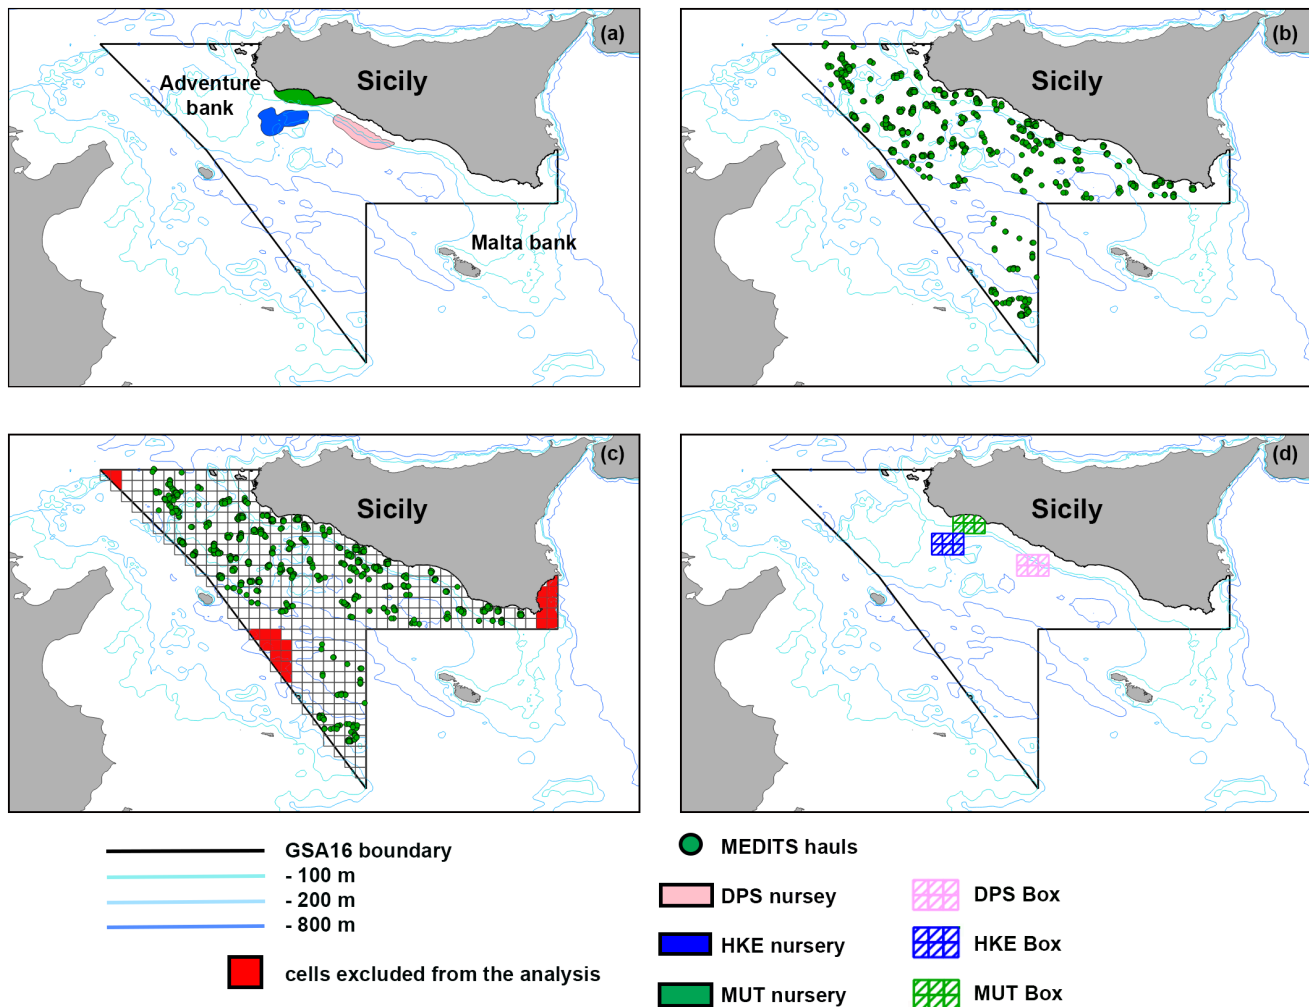 (a)
Sicily
Adventure
bank
Malta bank
(b)
Sicily
(c)
Sicily
(d)
Sicily
GSA16 boundary
- 100 m
- 200 m
- 800 m
cells excluded from the analysis
MEDITS hauls
DPS nursey
HKE nursery
MUT nursery
DPS Box
HKE Box
MUT Box